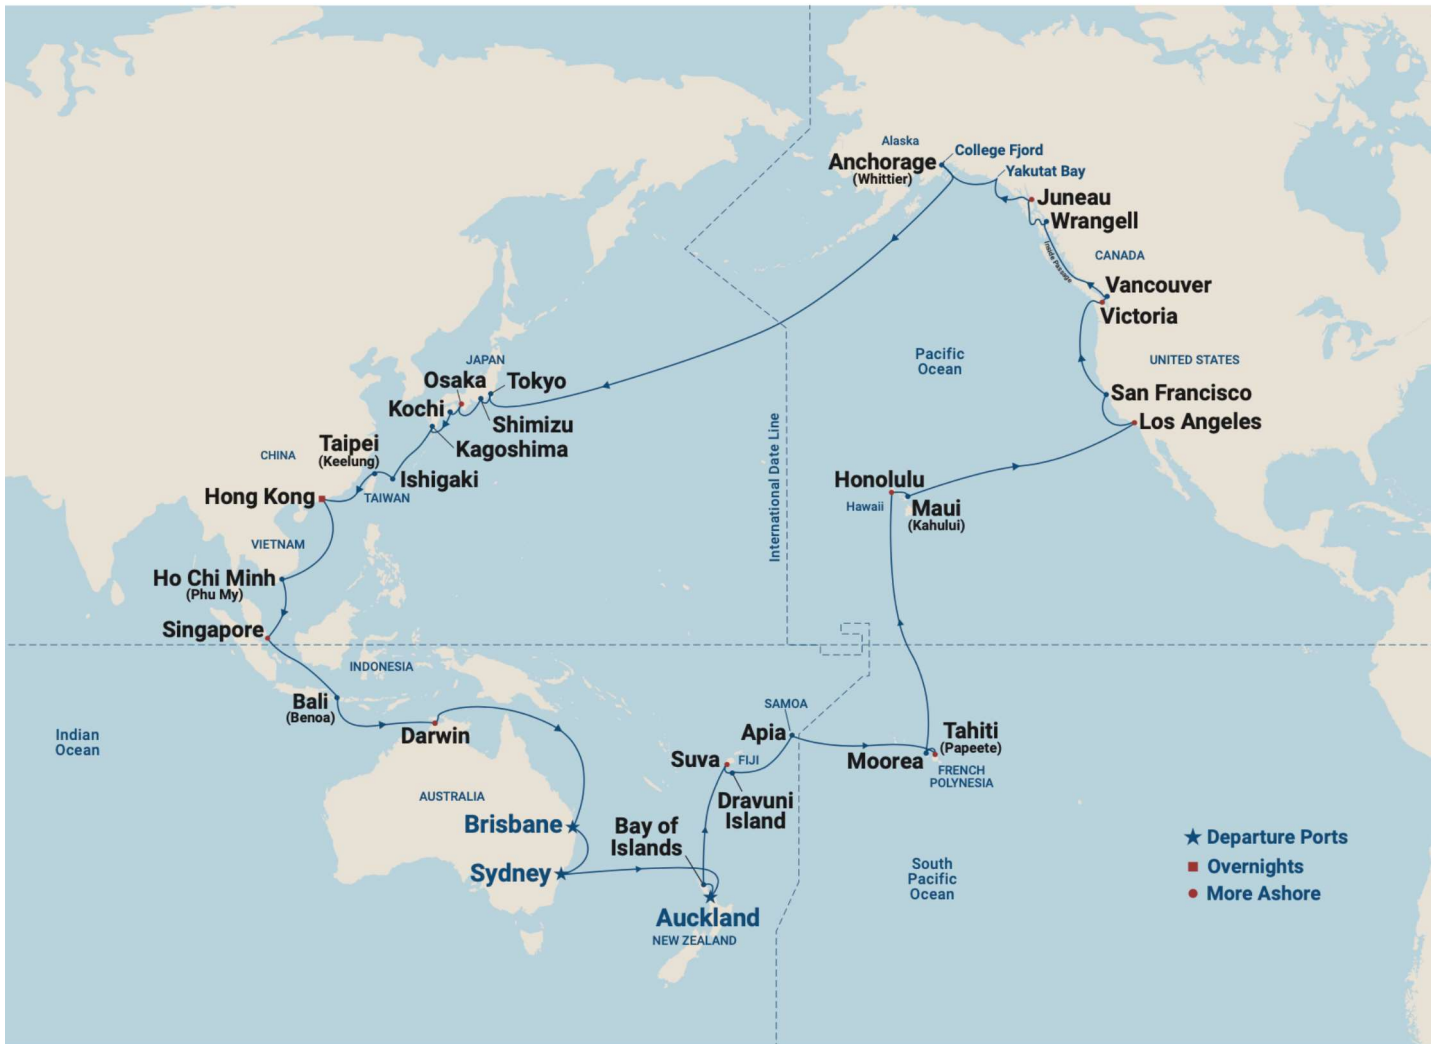 Alaska
College Fjord
Anchorage
(Whittier)
Yakutat Bay
Juneau
Wrangell
Inside Passage
CANADA
Vancouver
Victoria
Pacific
Ocean
UNITED STATES
San Francisco
Los Angeles
JAPAN
Osaka
Tokyo
Kochi
Shimizu
Kagoshima
Taipei
(Keelung)
CHINA
Ishigaki
TAIWAN
Hong Kong
International Date Line
Honolulu
Hawaii
Maui
(Kahului)
VIETNAM
Ho Chi Minh
(Phu My)
Singapore
INDONESIA
Bali
(Benoa)
Indian
Ocean
Darwin
SAMOA
Apia
Tahiti
(Papeete)
Moorea
FRENCH
POLYNESIA
Suva
FIJI
Dravuni
Island
AUSTRALIA
Brisbane
Bay of
Islands
Sydney
Auckland
NEW ZEALAND
South
Pacific
Ocean
Departure Ports
Overnights
More Ashore